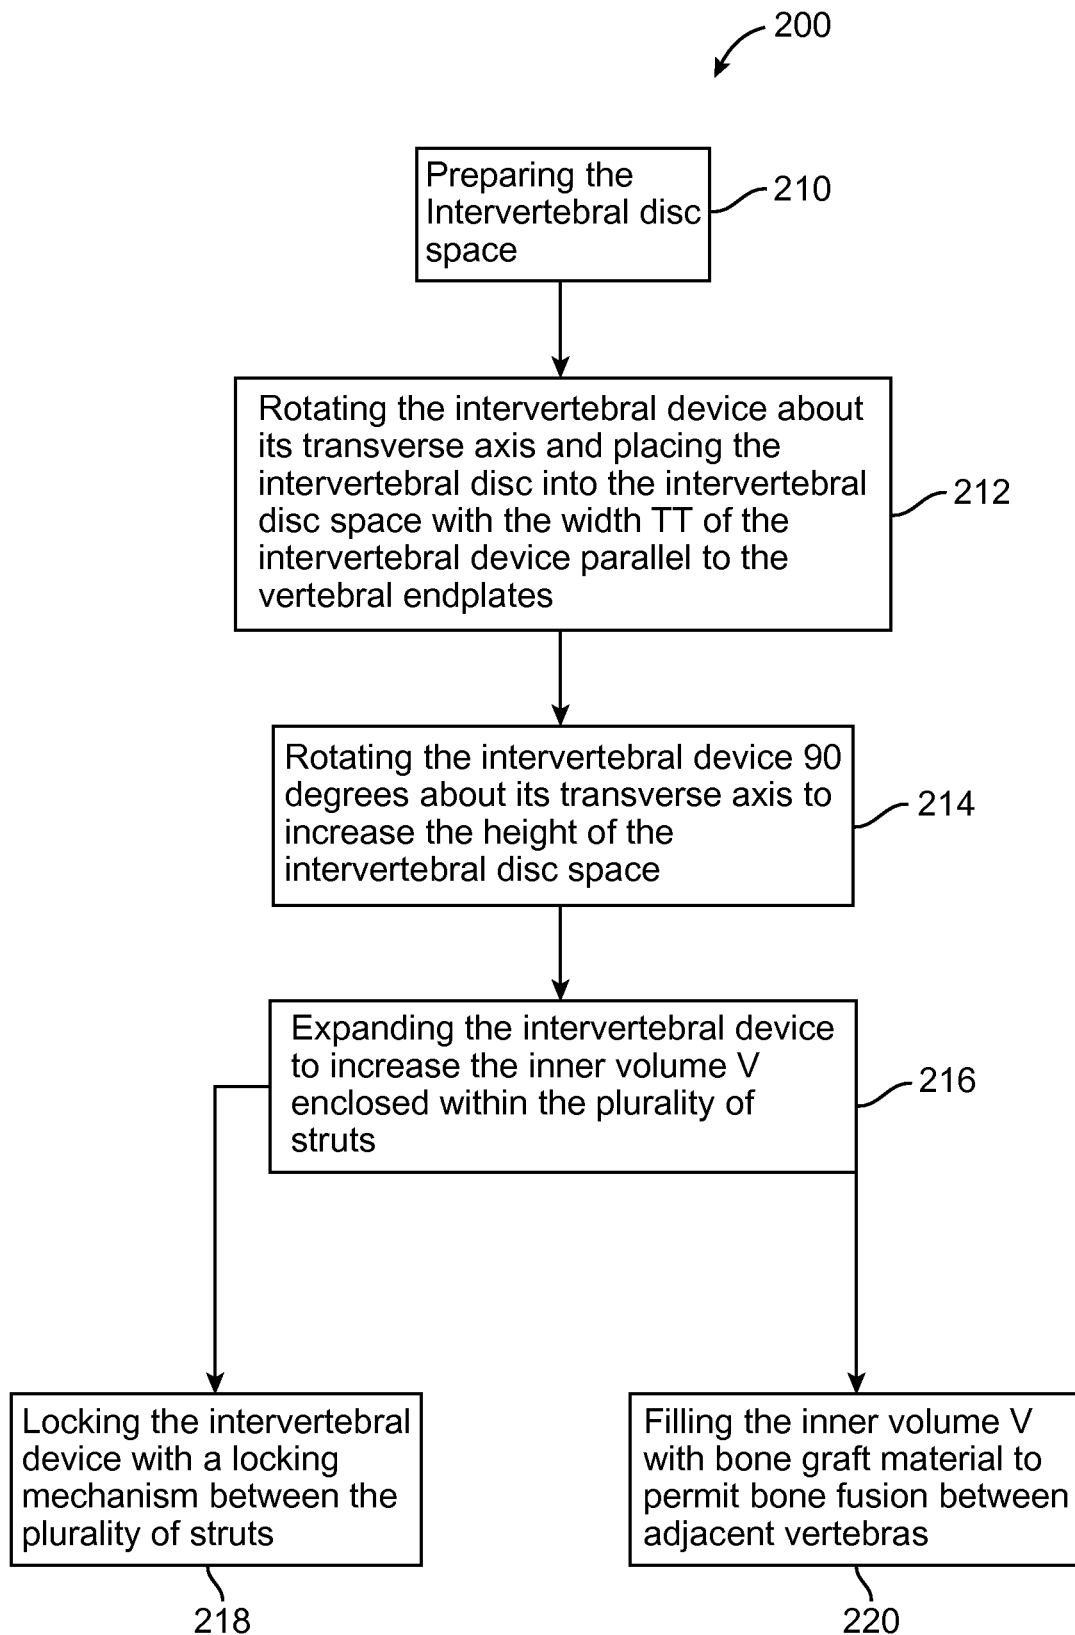 200
Preparing the
Intervertebral disc
space
210
Rotating the intervertebral device about
its transverse axis and placing the
intervertebral disc into the intervertebral
disc space with the width TT of the
intervertebral device parallel to the
vertebral endplates
212
Rotating the intervertebral device 90
degrees about its transverse axis to
increase the height of the
intervertebral disc space
214
Expanding the intervertebral device
to increase the inner volume V
enclosed within the plurality of
struts
216
Locking the intervertebral
device with a locking
mechanism between the
plurality of struts
218
Filling the inner volume V
with bone graft material to
permit bone fusion between
adjacent vertebras
220